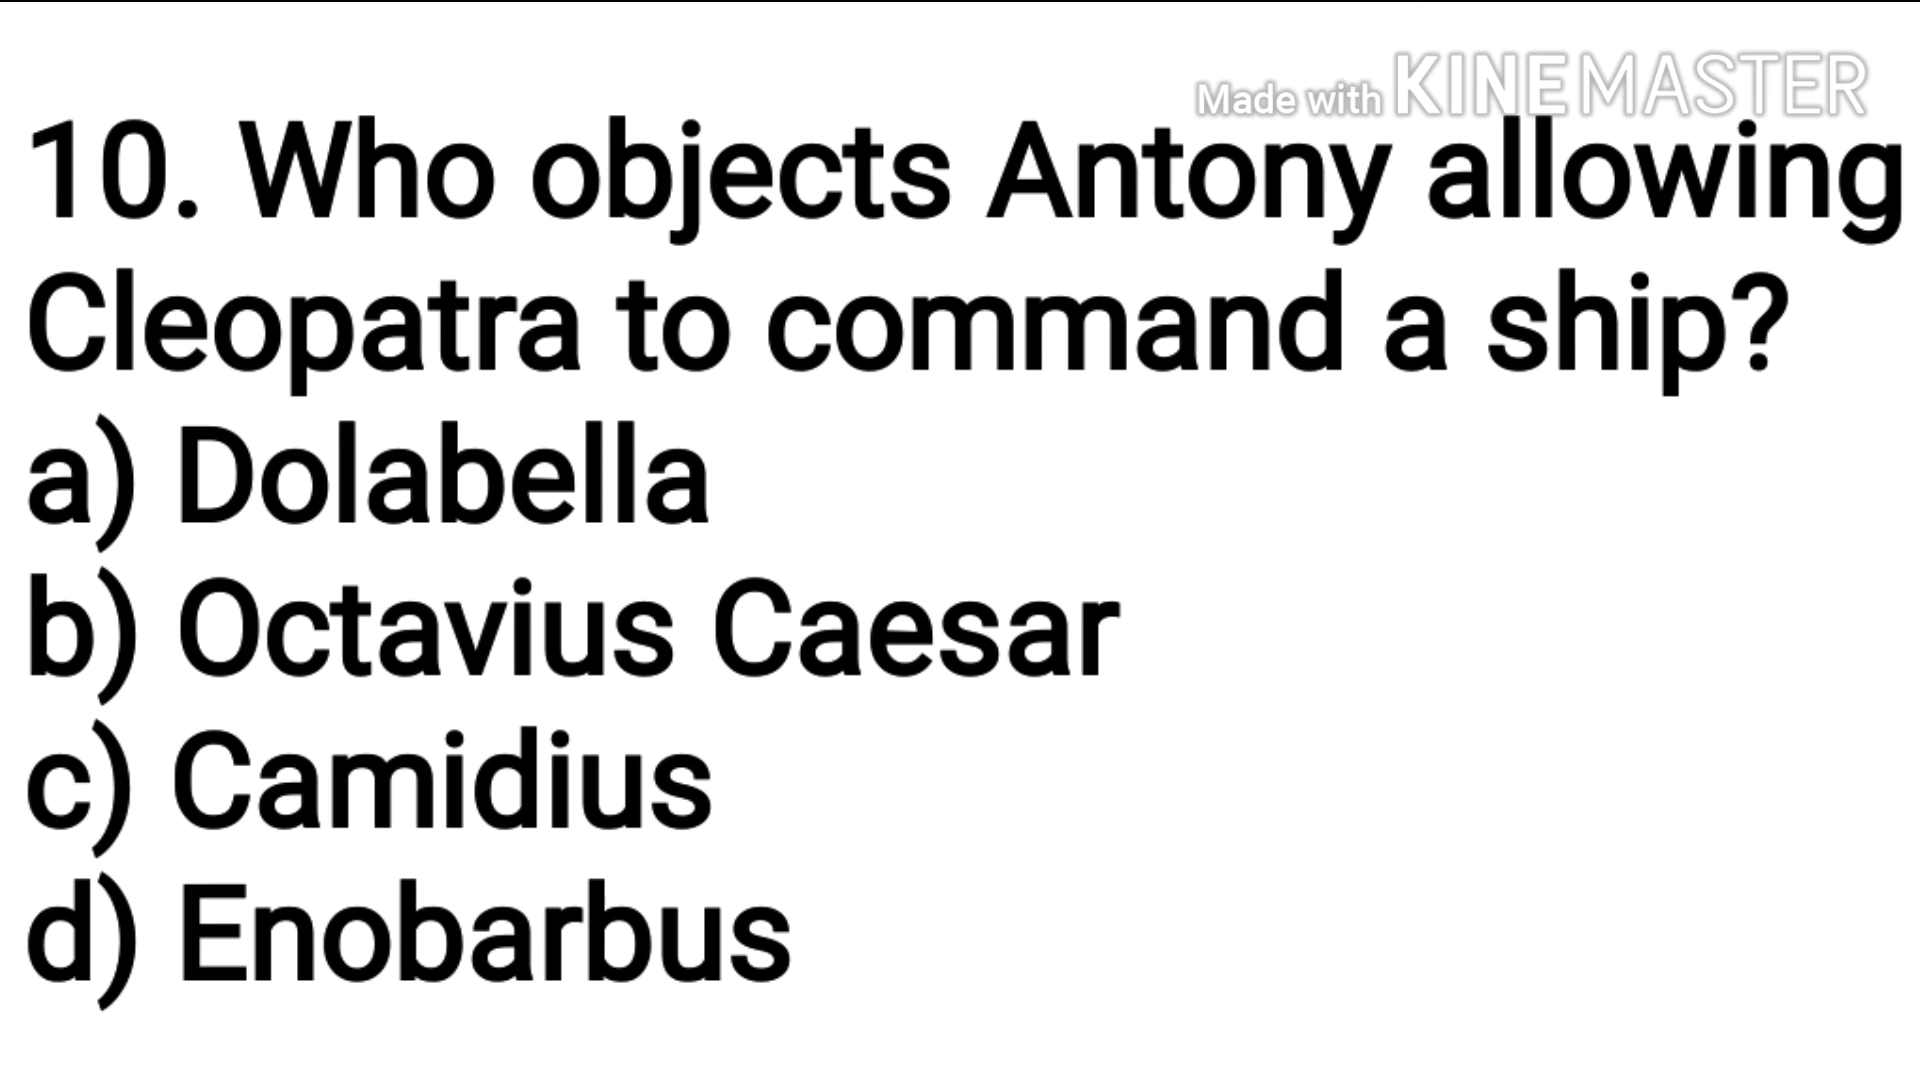 Made with KINEMASTER
10. Who objects Antony allowing
Cleopatra to command a ship?
a) Dolabella
b) Octavius Caesar
c) Camidius
d) Enobarbus